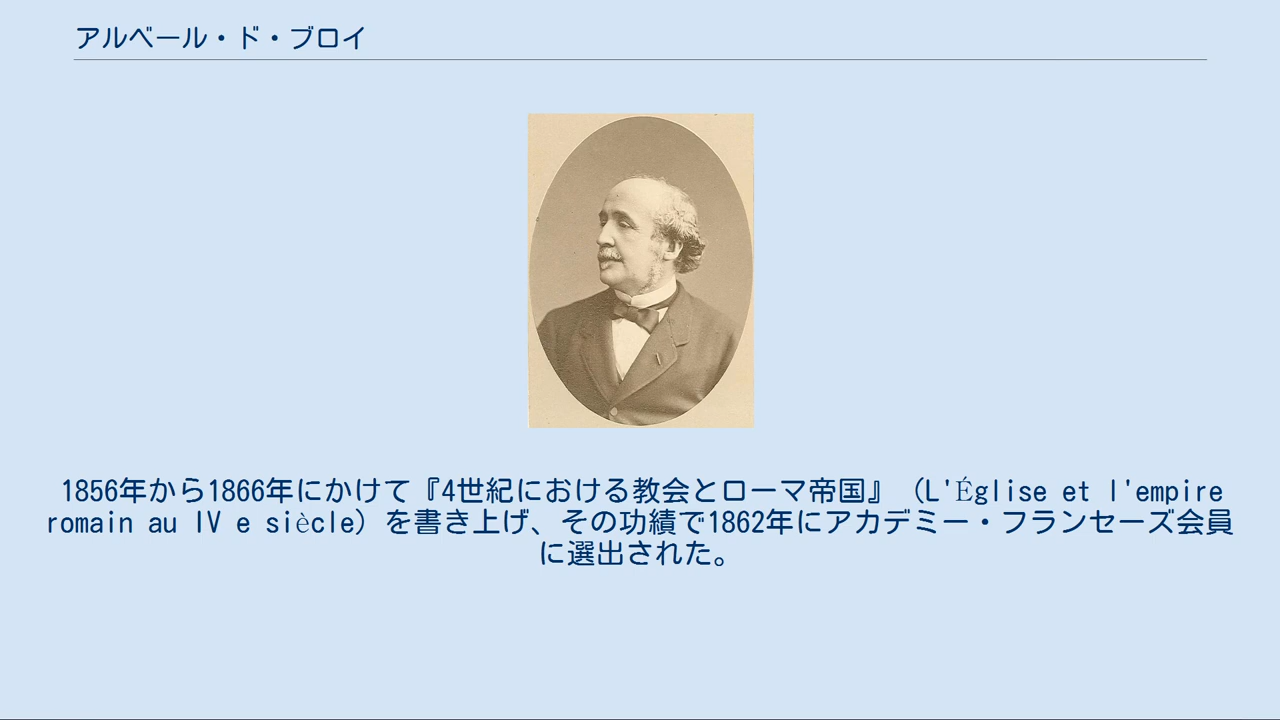 アルベール・ド・ブロイ
1856年から1866年にかけて『4世紀における教会とローマ帝国』（L'Église et l'empire
romain au IV e siècle）を書き上げ、その功績で1862年にアカデミー・フランセーズ会員
に選出された。